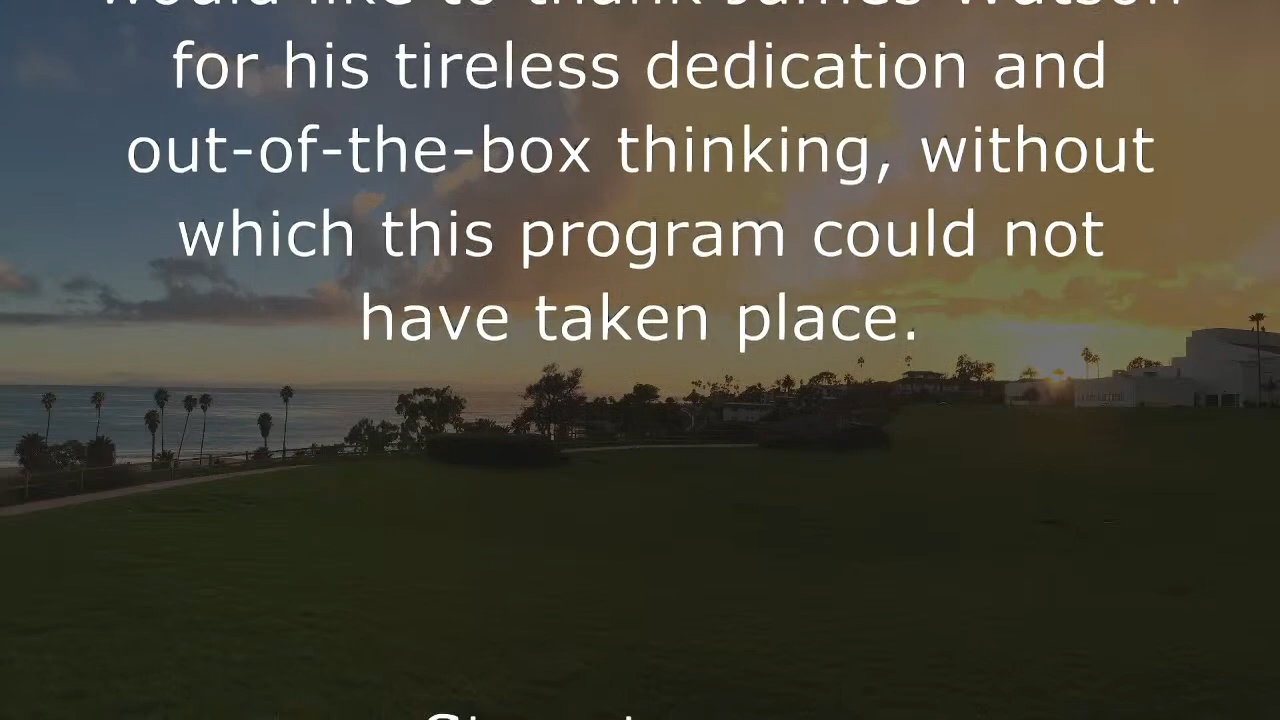 would like to thank James Watson
for his tireless dedication and
out-of-the-box thinking, without
which this program could not
have taken place.